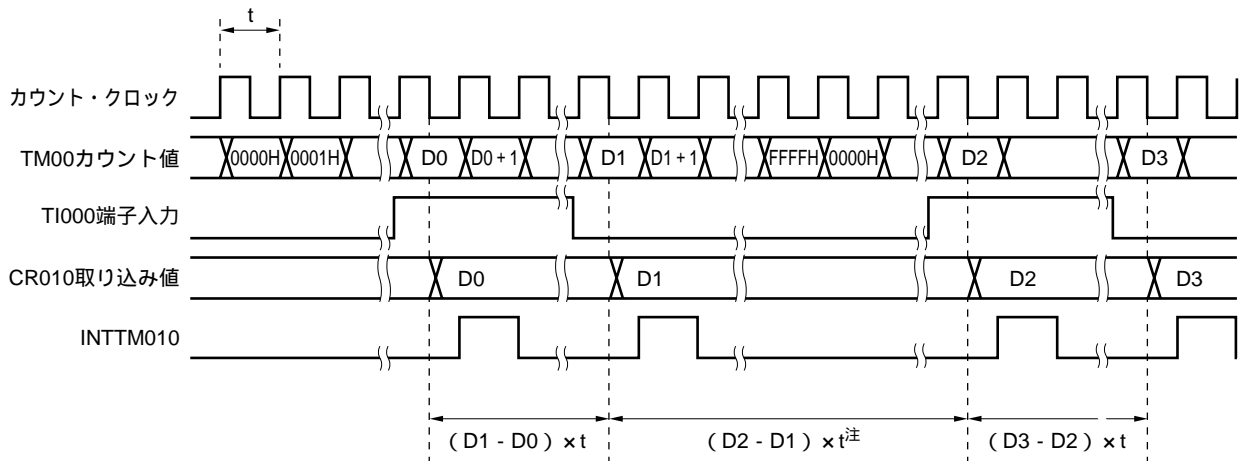 t
カウント・クロック
TM00カウント値
0000H 0001H D0 D0 + 1 D1 D1 + 1 FFFFH 0000H D2 D3
TI000端子入力
CR010取り込み値
D0 D1 D2 D3
INTTM010
（D1 - D0 ）× t （D2 - D1 ）× t注 （D3 - D2 ）× t